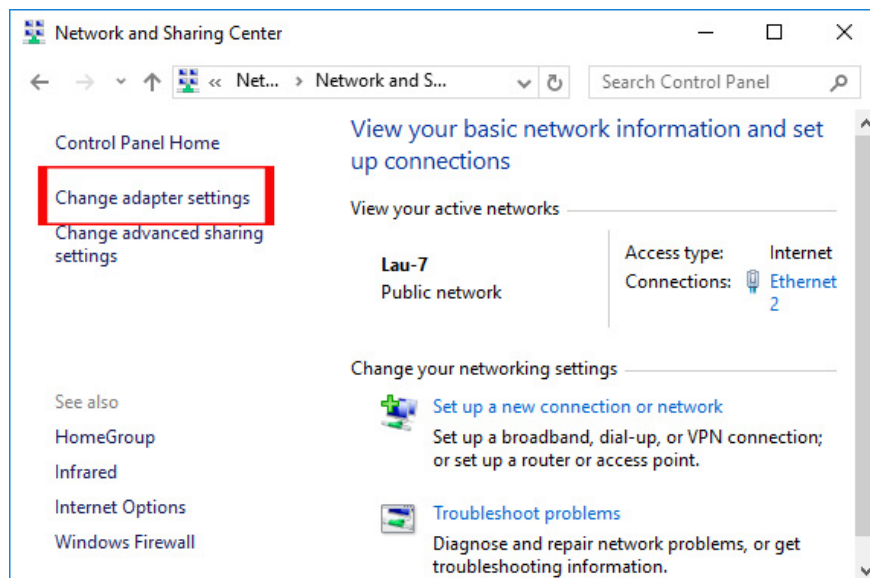 Network and Sharing Center
« Net... › Network and S...
Search Control Panel
Control Panel Home
Change adapter settings
Change advanced sharing
settings
See also
HomeGroup
Infrared
Internet Options
Windows Firewall
View your basic network information and set
up connections
View your active networks
Lau-7
Public network
Access type: Internet
Connections: Ethernet
2
Change your networking settings
Set up a new connection or network
Set up a broadband, dial-up, or VPN connection;
or set up a router or access point.
Troubleshoot problems
Diagnose and repair network problems, or get
troubleshooting information.